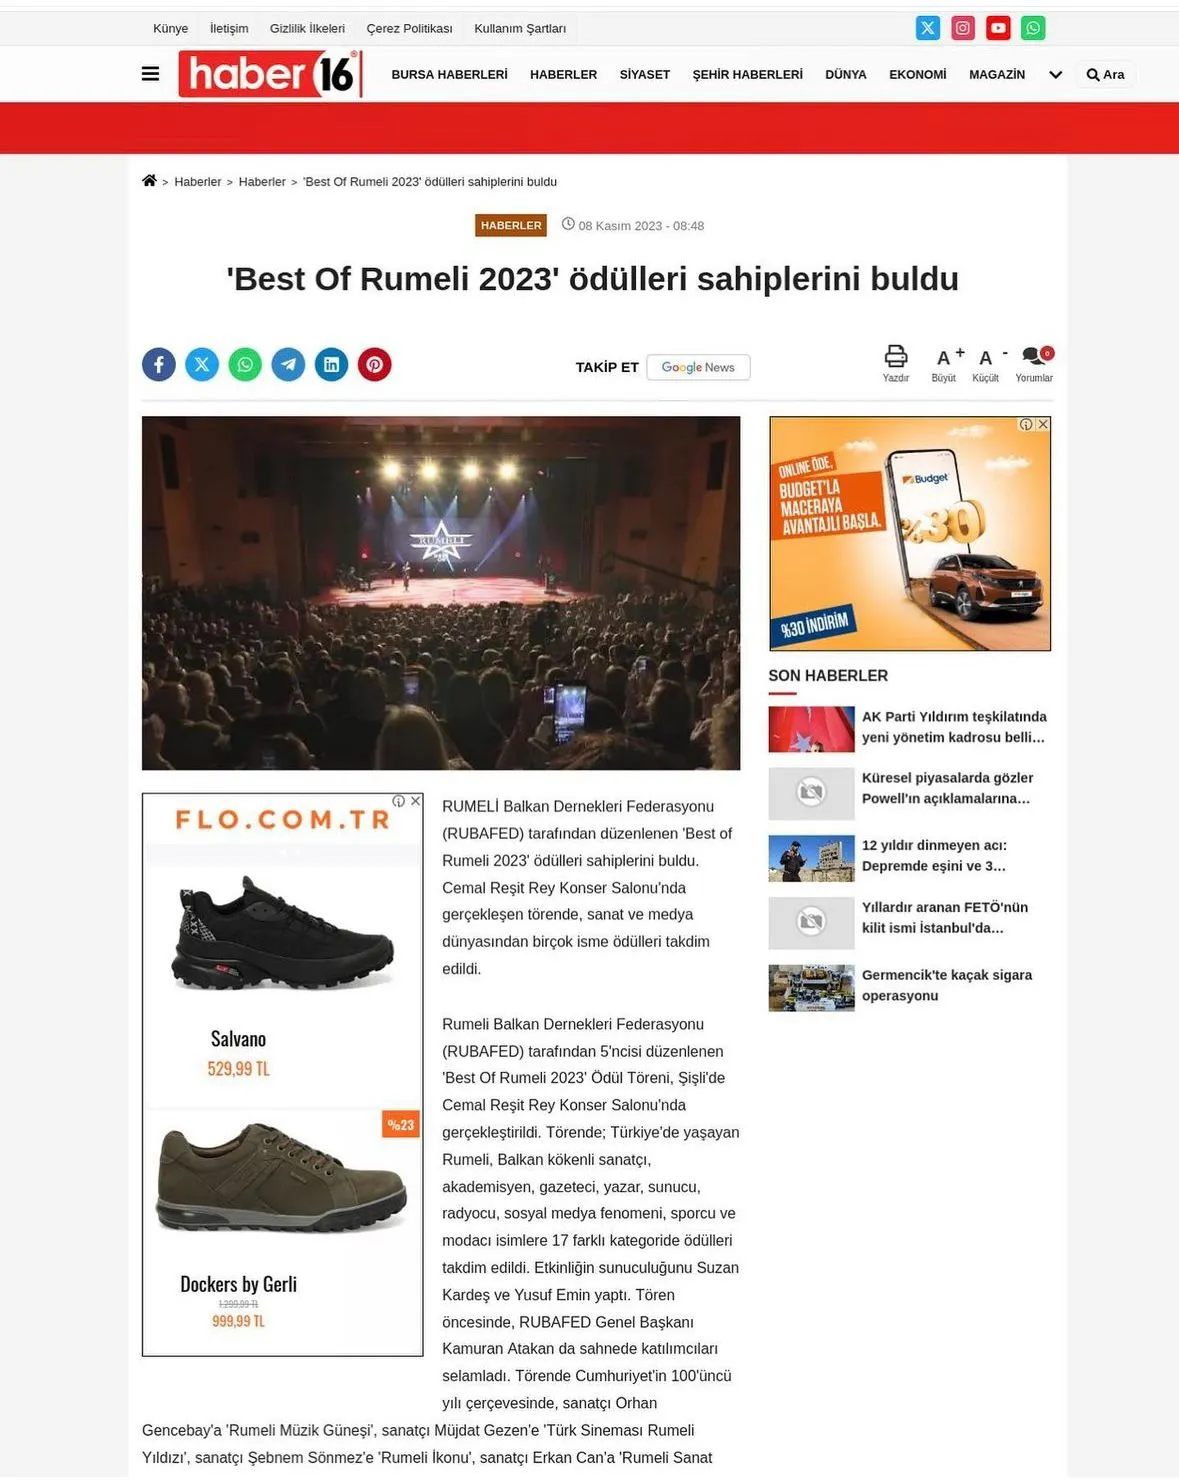 Künye İletişim Gizlilik İlkeleri Çerez Politikası Kullanım Şartları
haber 16
BURSA HABERLERİ HABERLER SİYASET ŞEHİR HABERLERİ DÜNYA EKONOMİ MAGAZİN Ara
> Haberler > Haberler > 'Best Of Rumeli 2023' ödülleri sahiplerini buldu
HABERLER 08 Kasım 2023 - 08:48
'Best Of Rumeli 2023' ödülleri sahiplerini buldu
TAKİP ET Google News
A+ A- 0
Yazdır Büyüt Küçült Yorumlar
RUMELİ
ONLINE ÖDE,
BUDGET'LA
MACERAYA
AVANTAJLI BAŞLA.
Budget
%30
%30 İNDİRİM
SON HABERLER
AK Parti Yıldırım teşkilatında
yeni yönetim kadrosu belli…
Küresel piyasalarda gözler
Powell'ın açıklamalarına…
12 yıldır dinmeyen acı:
Depremde eşini ve 3…
Yıllardır aranan FETÖ'nün
kilit ismi İstanbul'da…
Germencik'te kaçak sigara
operasyonu
FLO.COM.TR
Salvano
529,99 TL
%23
Dockers by Gerli
1.299,99 TL
999,99 TL
RUMELİ Balkan Dernekleri Federasyonu
(RUBAFED) tarafından düzenlenen 'Best of
Rumeli 2023' ödülleri sahiplerini buldu.
Cemal Reşit Rey Konser Salonu'nda
gerçekleşen törende, sanat ve medya
dünyasından birçok isme ödülleri takdim
edildi.
Rumeli Balkan Dernekleri Federasyonu
(RUBAFED) tarafından 5'ncisi düzenlenen
'Best Of Rumeli 2023' Ödül Töreni, Şişli'de
Cemal Reşit Rey Konser Salonu'nda
gerçekleştirildi. Törende; Türkiye'de yaşayan
Rumeli, Balkan kökenli sanatçı,
akademisyen, gazeteci, yazar, sunucu,
radyocu, sosyal medya fenomeni, sporcu ve
modacı isimlere 17 farklı kategoride ödülleri
takdim edildi. Etkinliğin sunuculuğunu Suzan
Kardeş ve Yusuf Emin yaptı. Tören
öncesinde, RUBAFED Genel Başkanı
Kamuran Atakan da sahnede katılımcıları
selamladı. Törende Cumhuriyet'in 100'üncü
yılı çerçevesinde, sanatçı Orhan
Gencebay'a 'Rumeli Müzik Güneşi', sanatçı Müjdat Gezen'e 'Türk Sineması Rumeli
Yıldızı', sanatçı Şebnem Sönmez'e 'Rumeli İkonu', sanatçı Erkan Can'a 'Rumeli Sanat